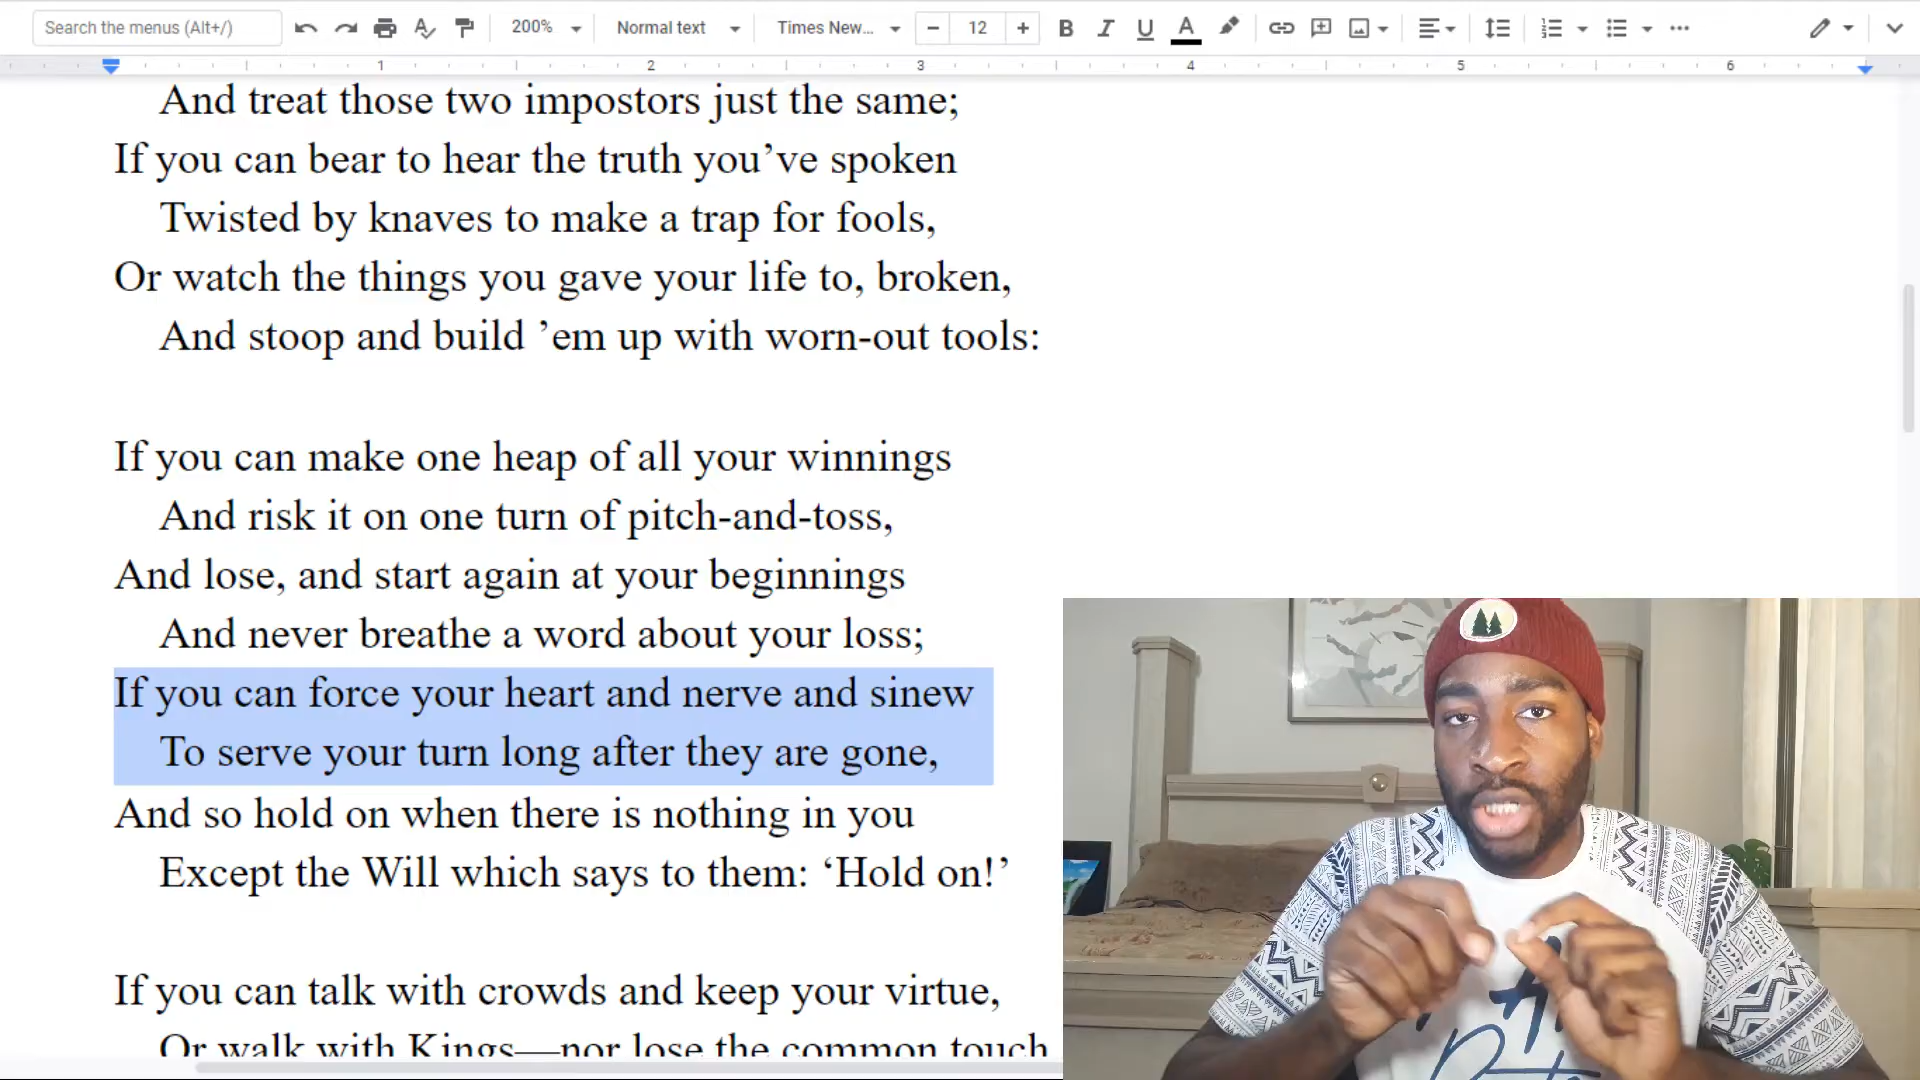 Search the menus (Alt+/)
200%
Normal text
Times New...
12
B
I
U
A
1
2
3
4
5
6
And treat those two impostors just the same;
If you can bear to hear the truth you’ve spoken
Twisted by knaves to make a trap for fools,
Or watch the things you gave your life to, broken,
And stoop and build ’em up with worn-out tools:
If you can make one heap of all your winnings
And risk it on one turn of pitch-and-toss,
And lose, and start again at your beginnings
And never breathe a word about your loss;
If you can force your heart and nerve and sinew
To serve your turn long after they are gone,
And so hold on when there is nothing in you
Except the Will which says to them: ‘Hold on!’
If you can talk with crowds and keep your virtue,
Or walk with Kings—nor lose the common touch